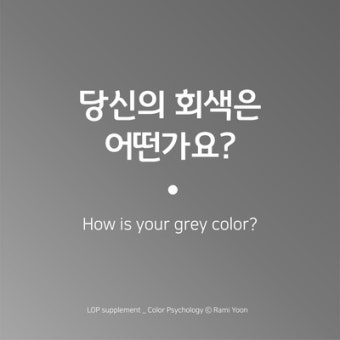 당신의 회색은
어떤가요?
How is your grey color?
LOP supplement _ Color Psychology ⓒ Rami Yoon